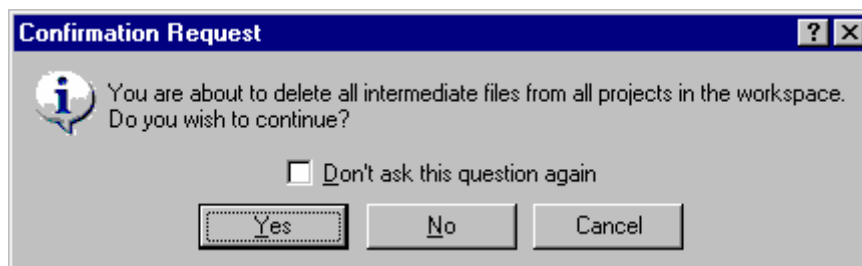 Confirmation Request
You are about to delete all intermediate files from all projects in the workspace.
Do you wish to continue?
Don't ask this question again
Yes No Cancel